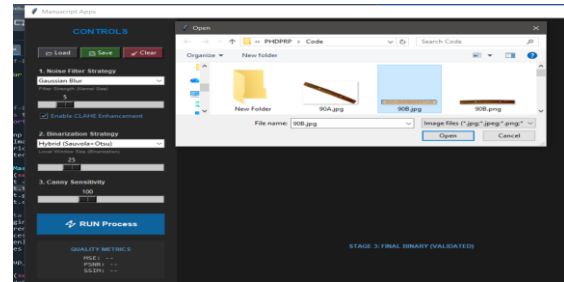 Manuscript Apps
CONTROLS
Load
Save
Clear
1. Noise Filter Strategy
Gaussian Blur
Filter Strength (Kernel Size)
5
Enable CLAHE Enhancement
2. Binarization Strategy
Hybrid (Sauvola+Otsu)
Local Window Size (Binarization)
25
3. Canny Sensitivity
100
RUN Process
QUALITY METRICS
MSE: --
PSNR: --
SSIM: --
Open
PHDPRP › Code
Search Code
Organize
New folder
New Folder
90A.jpg
90B.jpg
90B.png
File name:
90B.jpg
Image files (*.jpg;*.jpeg;*.png;*
Open
Cancel
STAGE 3: FINAL BINARY (VALIDATED)